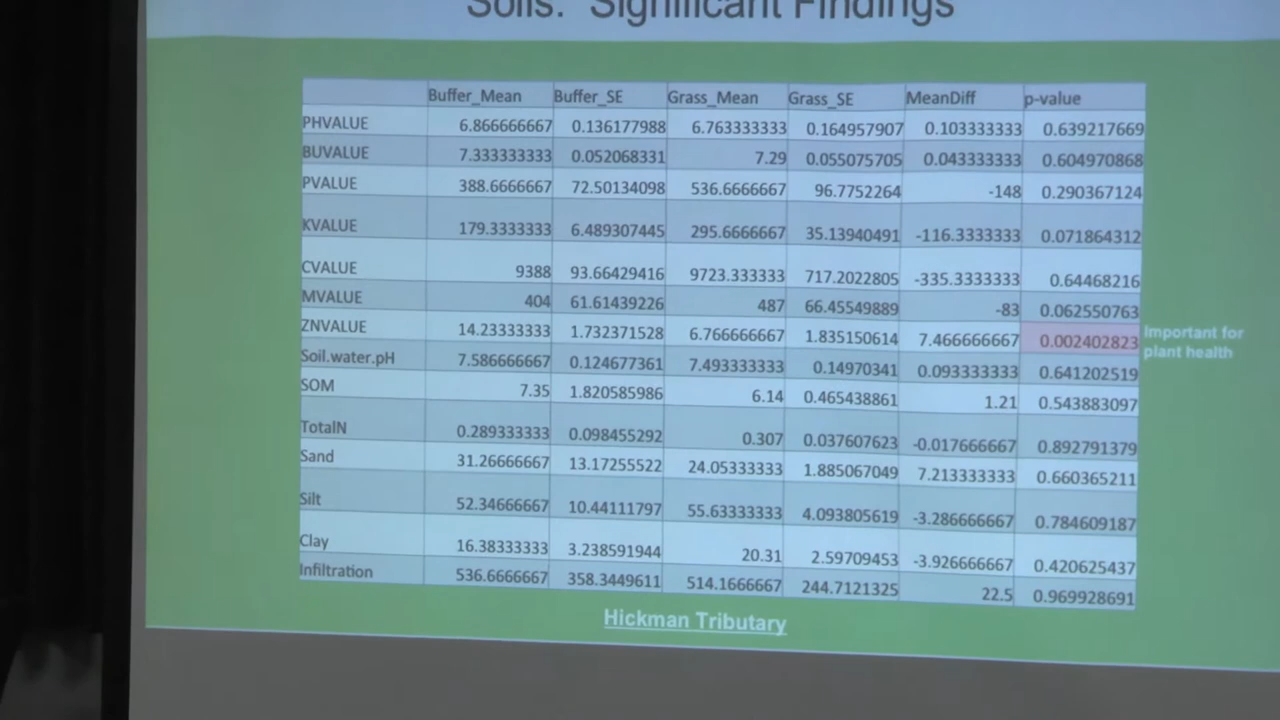 Soils: Significant Findings
Buffer_Mean Buffer_SE Grass_Mean Grass_SE MeanDiff p-value
PHVALUE 6.866666667 0.136177988 6.763333333 0.164957907 0.103333333 0.639217669
BUVALUE 7.333333333 0.052068331 7.29 0.055075705 0.043333333 0.604970868
PVALUE 388.6666667 72.50134098 536.6666667 96.7752264 -148 0.290367124
KVALUE 179.3333333 6.489307445 295.6666667 35.13940491 -116.3333333 0.071864312
CVALUE 9388 93.66429416 9723.333333 717.2022805 -335.3333333 0.64468216
MVALUE 404 61.61439226 487 66.45549889 -83 0.062550763
ZNVALUE 14.23333333 1.732371528 6.766666667 1.835150614 7.466666667 0.002402823
Important for
plant health
Soil.water.pH 7.586666667 0.124677361 7.493333333 0.14970341 0.093333333 0.641202519
SOM 7.35 1.820585986 6.14 0.465438861 1.21 0.543883097
TotalN 0.289333333 0.098455292 0.307 0.037607623 -0.017666667 0.892791379
Sand 31.26666667 13.17255522 24.05333333 1.885067049 7.213333333 0.660365211
Silt 52.34666667 10.44111797 55.63333333 4.093805619 -3.286666667 0.784609187
Clay 16.38333333 3.238591944 20.31 2.59709453 -3.926666667 0.420625437
Infiltration 536.6666667 358.3449611 514.1666667 244.7121325 22.5 0.969928691
Hickman Tributary